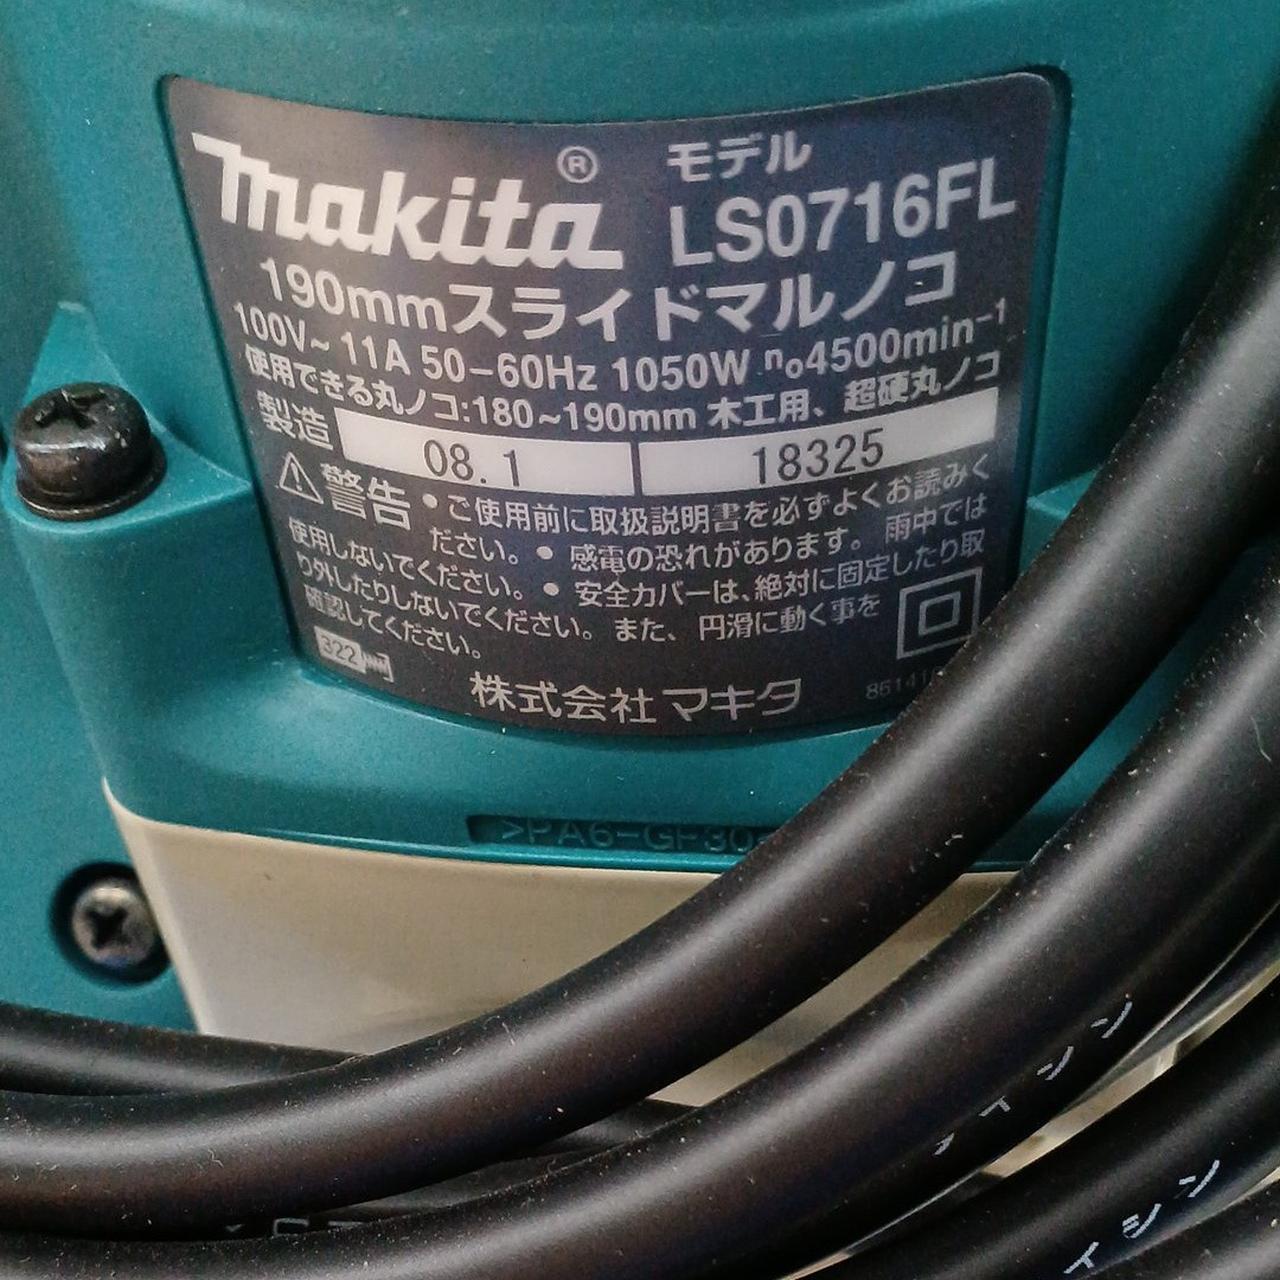 makita® モデル
LS0716FL
190mmスライドマルノコ
100V~ 11A 50-60Hz 1050W n₀4500min⁻¹
使用できる丸ノコ:180~190mm 木工用、超硬丸ノコ
製造 08.1 18325
⚠警告 •ご使用前に取扱説明書を必ずよくお読みく
ださい。• 感電の恐れがあります。雨中では
使用しないでください。• 安全カバーは、絶対に固定したり取
り外したりしないでください。また、円滑に動く事を
確認してください。
322
株式会社マキタ
>PA6-GF30<